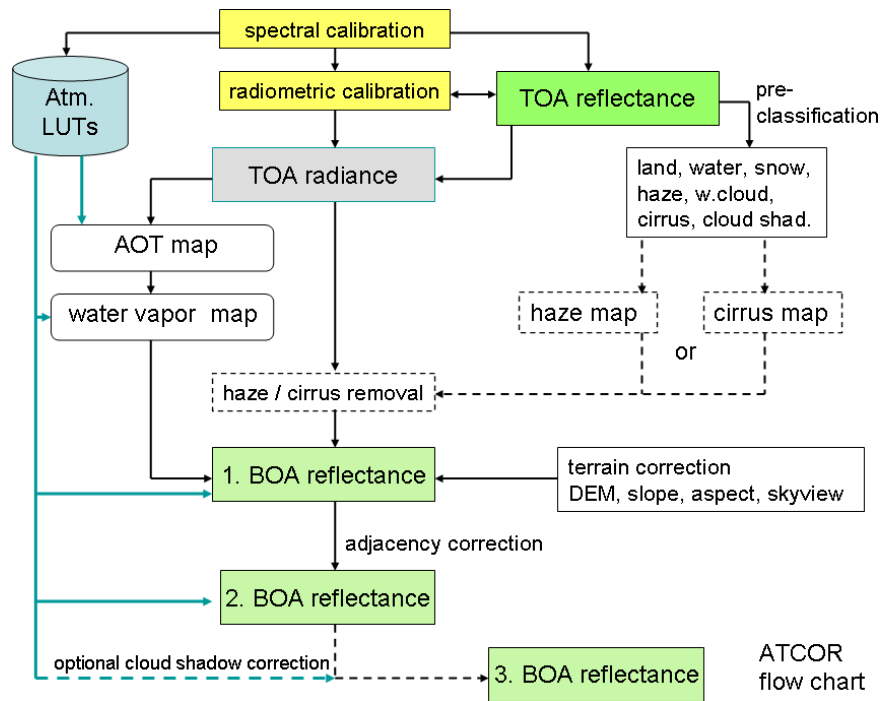 spectral calibration
Atm.
LUTs
radiometric calibration
TOA reflectance
pre-
classification
TOA radiance
land, water, snow,
haze, w.cloud,
cirrus, cloud shad.
AOT map
water vapor map
haze map
cirrus map
or
haze / cirrus removal
1. BOA reflectance
terrain correction
DEM, slope, aspect, skyview
adjacency correction
2. BOA reflectance
optional cloud shadow correction
3. BOA reflectance
ATCOR
flow chart